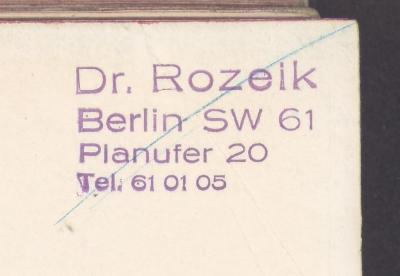 Dr. Rozeik
Berlin SW 61
Planufer 20
Tel. 61 01 05